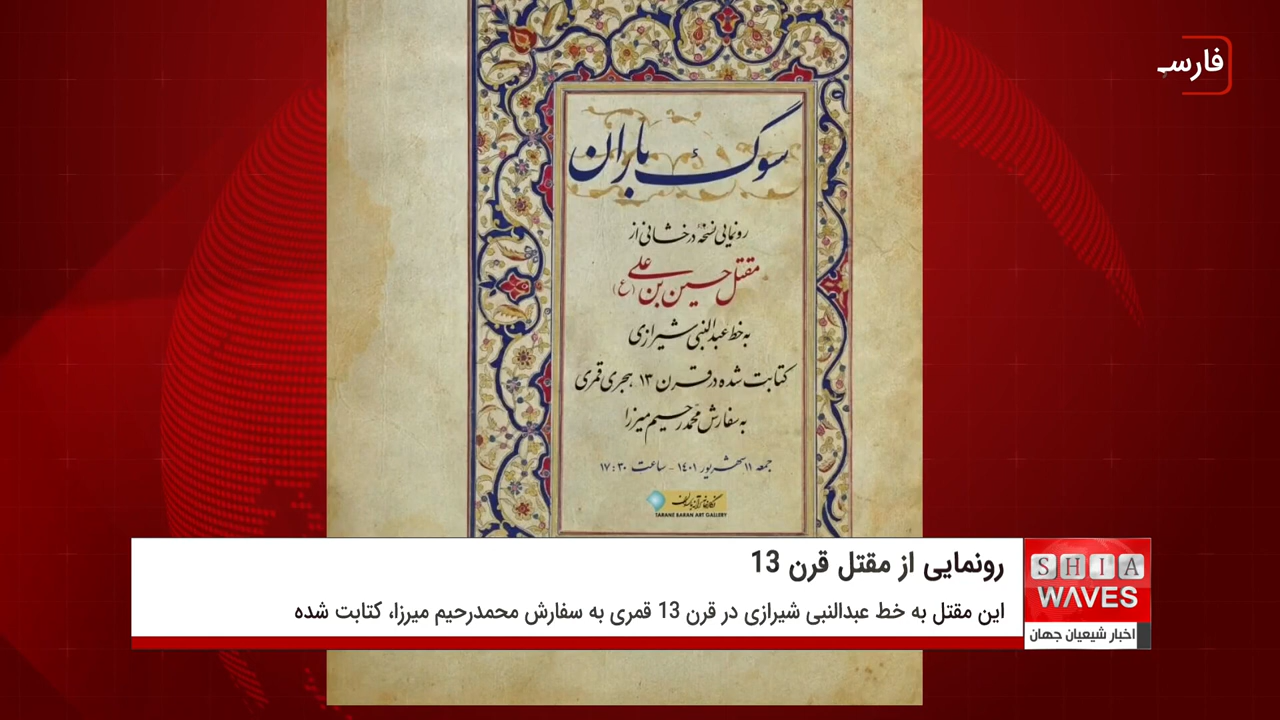 فارسی
سوگ باران
رونمایی نسخهٔ درخشانی از
مقتل حسین بن علی (ع)
به خط عبدالنبی شیرازی
کتابت شده در قرن ۱۳ هجری قمری
به سفارش محمدرحیم میرزا
جمعه ۱۱ شهریور ۱۴۰۱ - ساعت ۱۷:۳۰
TARANE BARAN ART GALLERY
رونمایی از مقتل قرن 13
این مقتل به خط عبدالنبی شیرازی در قرن 13 قمری به سفارش محمدرحیم میرزا، کتابت شده
SHIA
WAVES
اخبار شیعیان جهان